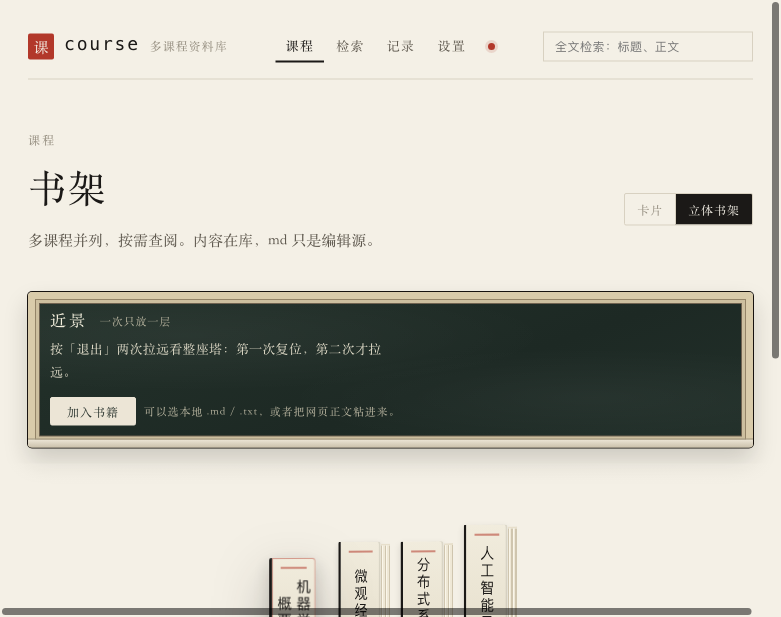 课 course 多课程资料库 课程 检索 记录 设置 全文检索：标题、正文
课程
书架
卡片 立体书架
多课程并列，按需查阅。内容在库，md 只是编辑源。
近景 一次只放一层
按「退出」两次拉远看整座塔：第一次复位，第二次才拉
远。
加入书籍 可以选本地 .md / .txt，或者把网页正文粘进来。
机器
概
微观经
分布式系
人工智能